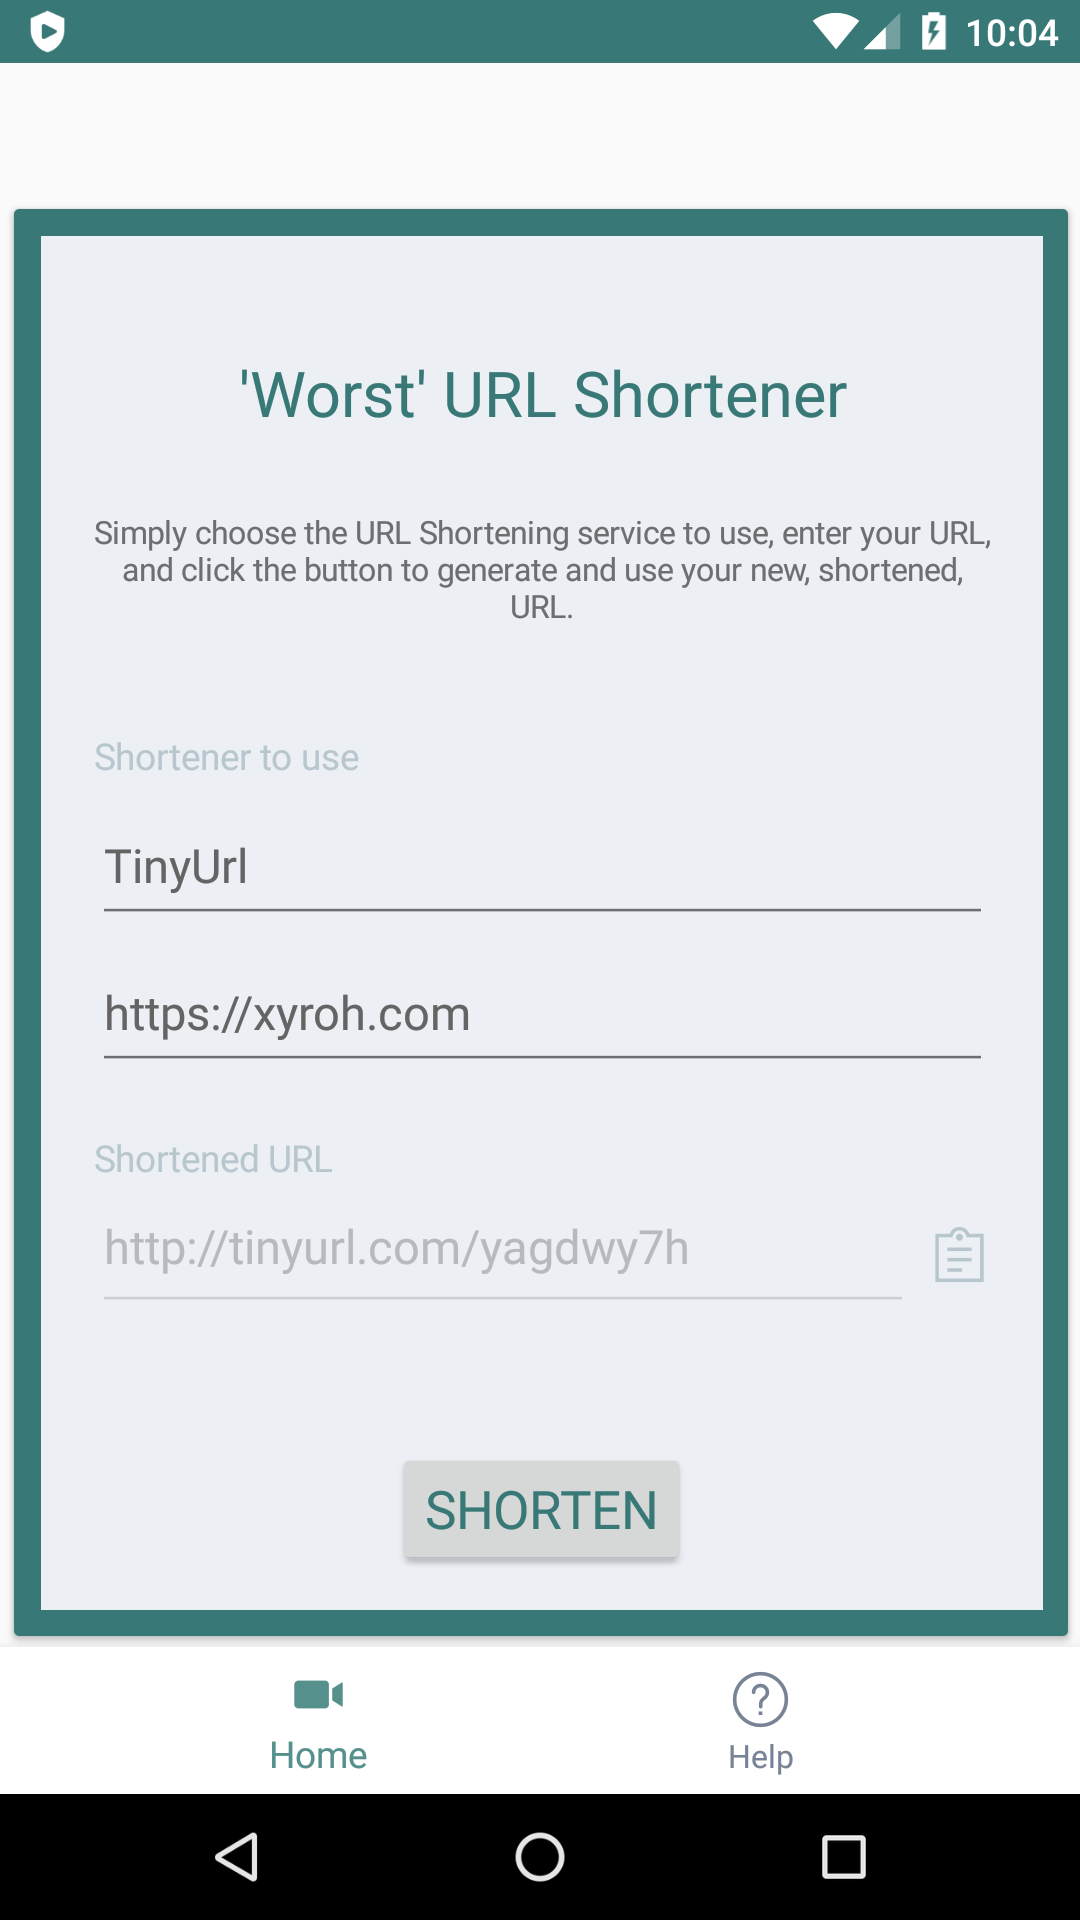 10:04
'Worst' URL Shortener
Simply choose the URL Shortening service to use, enter your URL,
and click the button to generate and use your new, shortened,
URL.
Shortener to use
TinyUrl
https://xyroh.com
Shortened URL
http://tinyurl.com/yagdwy7h
SHORTEN
Home
Help